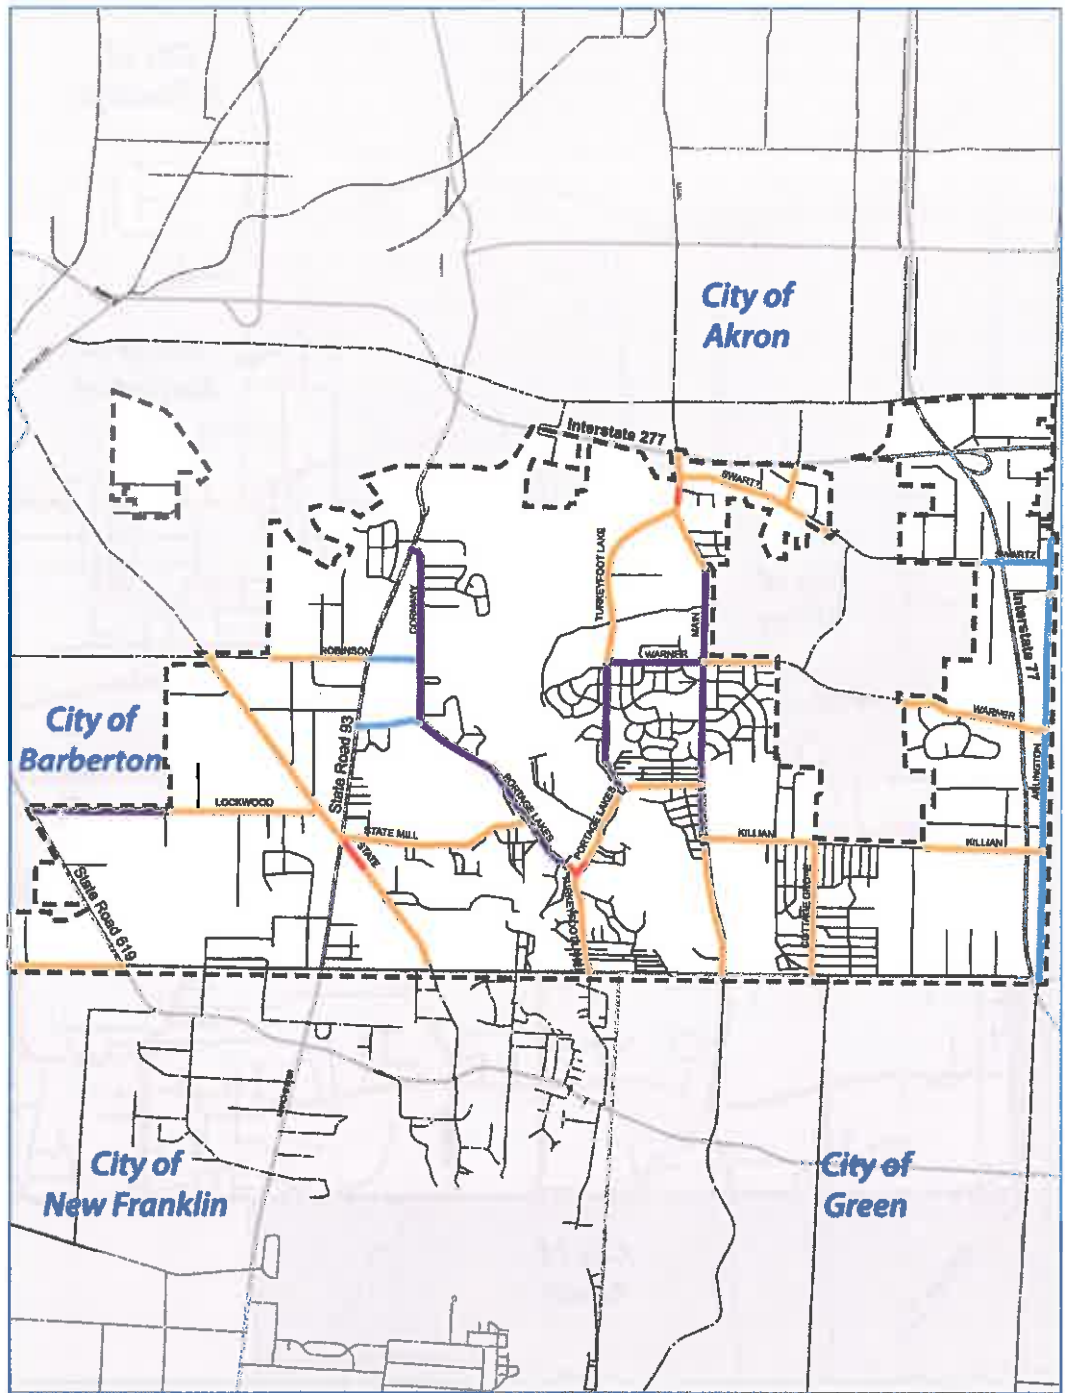 City of
Akron
Interstate 277
SWARTZ
TURKEYFOOT LAKE
CORMANY
MAIN
SWARTZ
Interstate 77
ROBINSON
WARNER
City of
Barberton
State Road 93
WARNER
ARLINGTON
PORTAGE LAKES
PORTAGE LAKES
LOCKWOOD
STATE MILL
STATE
KILLIAN
KILLIAN
COTTAGE GROVE
State Road 619
City of
New Franklin
City of
Green